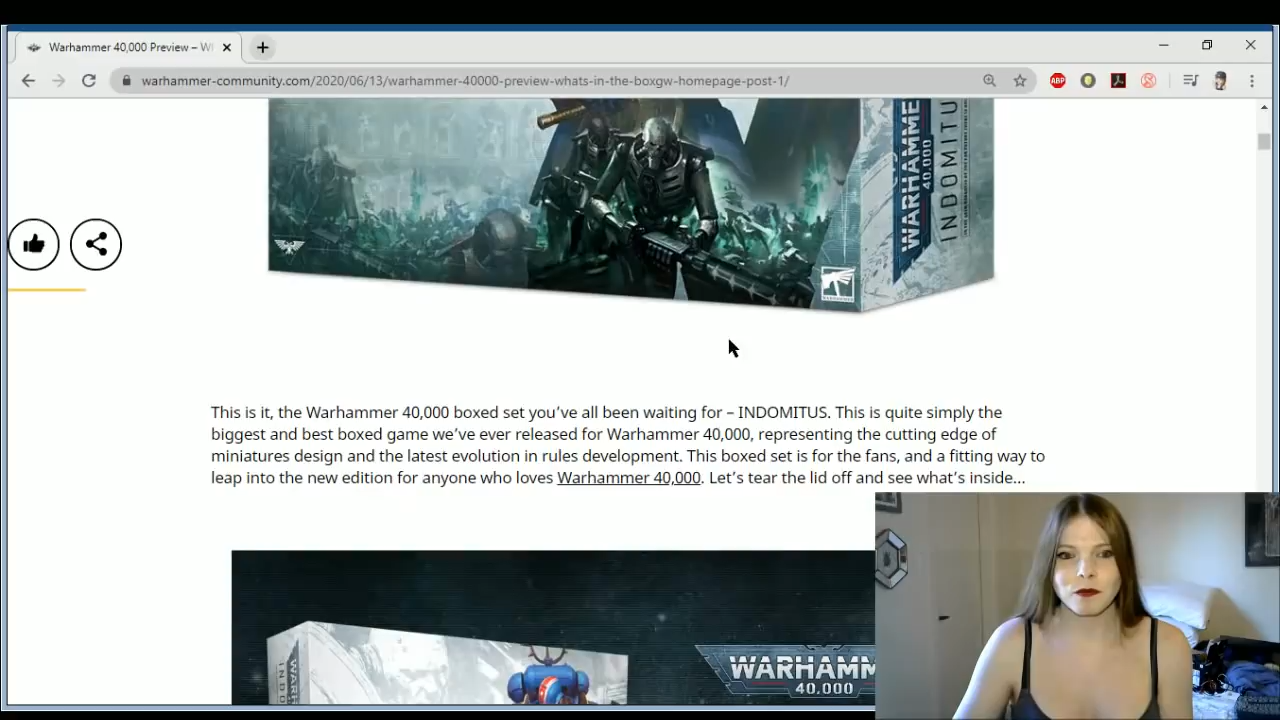 Warhammer 40,000 Preview – W
warhammer-community.com/2020/06/13/warhammer-40000-preview-whats-in-the-boxgw-homepage-post-1/
ABP
WARHAMME
40,000
INDOMITU
This is it, the Warhammer 40,000 boxed set you've all been waiting for – INDOMITUS. This is quite simply the
biggest and best boxed game we've ever released for Warhammer 40,000, representing the cutting edge of
miniatures design and the latest evolution in rules development. This boxed set is for the fans, and a fitting way to
leap into the new edition for anyone who loves Warhammer 40,000. Let's tear the lid off and see what's inside...
WARHAMM
40.000